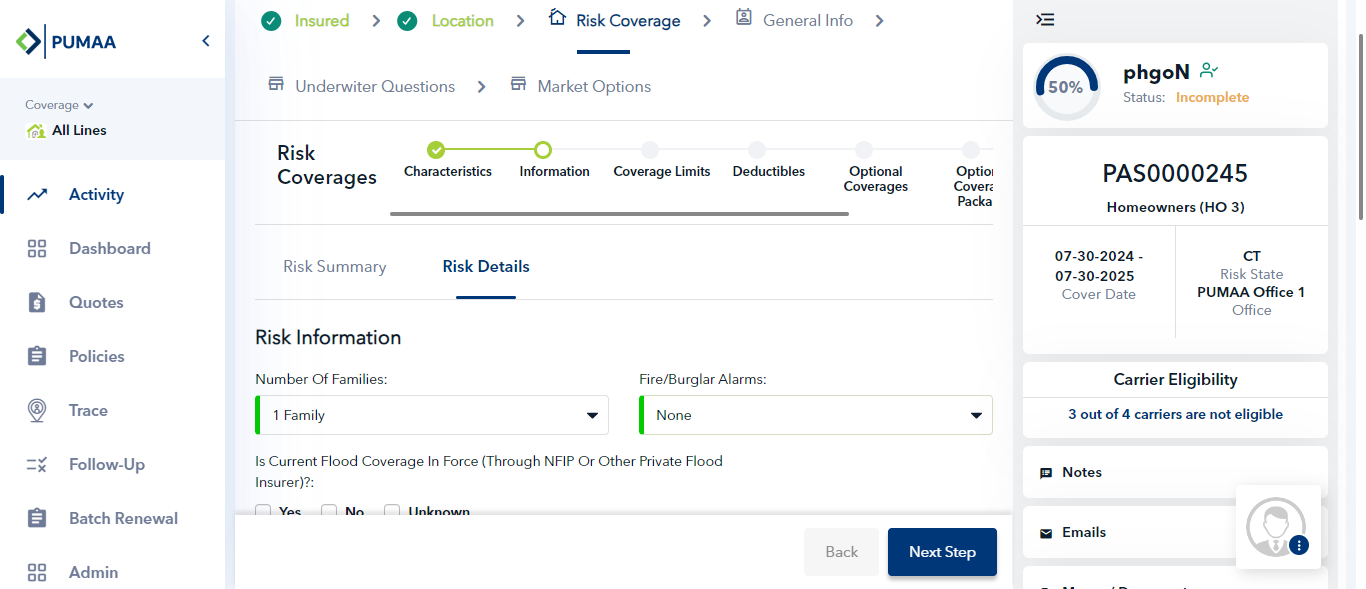 PUMAA
Coverage
All Lines
Activity
Dashboard
Quotes
Policies
Trace
Follow-Up
Batch Renewal
Admin
Insured
Location
Risk Coverage
General Info
Underwiter Questions
Market Options
Risk
Coverages
Characteristics
Information
Coverage Limits
Deductibles
Optional
Coverages
Risk Summary
Risk Details
Risk Information
Number Of Families:
Fire/Burglar Alarms:
1 Family
None
Is Current Flood Coverage In Force (Through NFIP Or Other Private Flood
Insurer)?:
Yes
No
Unknown
Back
Next Step
50%
phgoN
Status: Incomplete
PAS0000245
Homeowners (HO 3)
07-30-2024 -
07-30-2025
Cover Date
CT
Risk State
PUMAA Office 1
Office
Carrier Eligibility
3 out of 4 carriers are not eligible
Notes
Emails